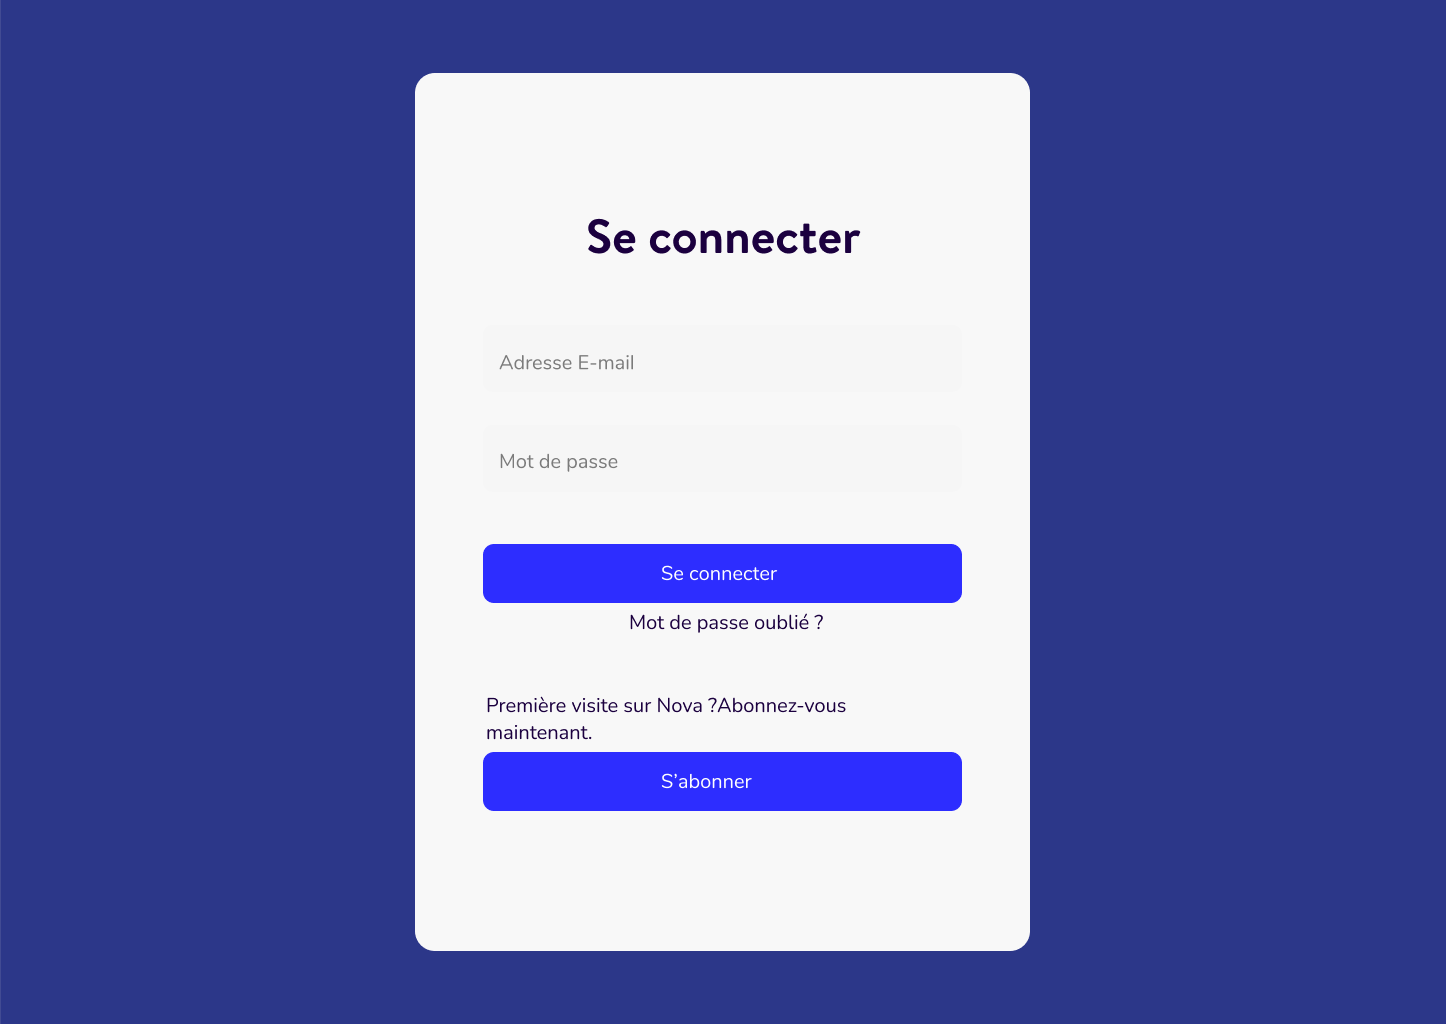 Se connecter
Adresse E-mail
Mot de passe
Se connecter
Mot de passe oublié ?
Première visite sur Nova ?Abonnez-vous
maintenant.
S’abonner